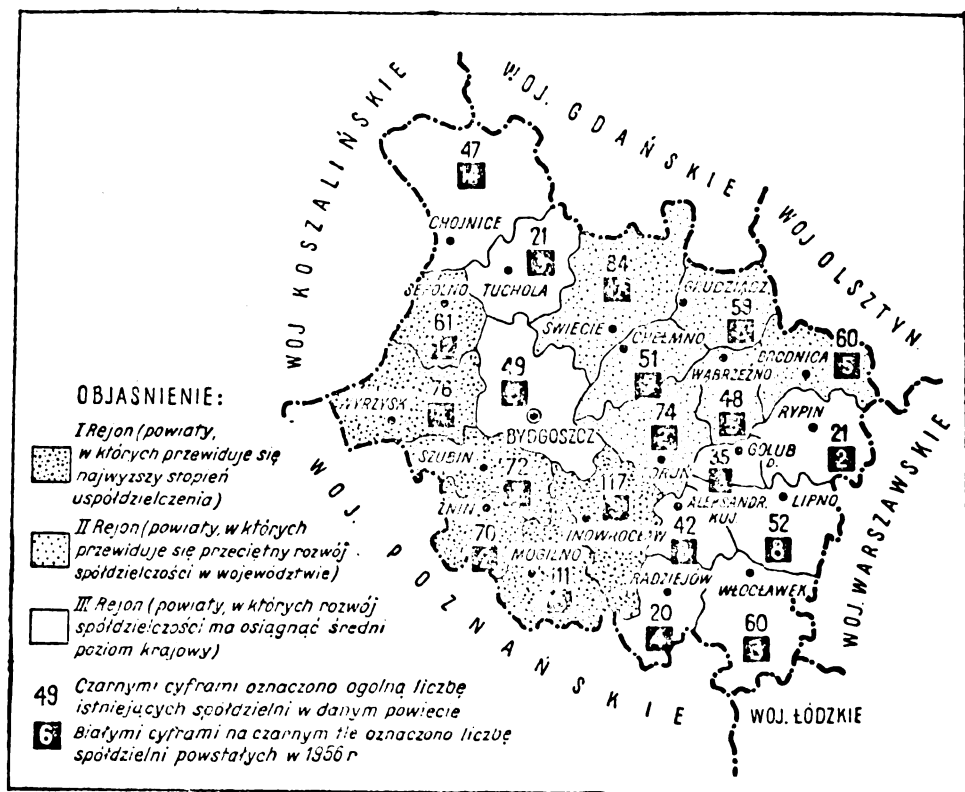 WOJ. KOSZALIŃSKIE
WOJ. GDAŃSKIE
WOJ OLSZTYN.
47
CHOJNICE
21
TUCHOLA
84
ŚWIECIE
GRUDZIĄDZ
59
SĘPOLNO
61
CHEŁMNO
51
WĄBRZEŹNO
BRODNICA
60
5
49
BYDGOSZCZ
WYRZYSK
76
74
TORUŃ
48
RYPIN
21
2
GOLUB
D.
35
SZUBIN
72
ŻNIN
70
117
INOWROCŁAW
ALEKSANDR.
KUJ.
42
LIPNO
52
8
MOGILNO
111
RADZIEJÓW
20
4
WŁOCŁAWEK
60
WOJ. POZNAŃSKIE
WOJ. WARSZAWSKIE
WOJ. ŁÓDZKIE
OBJAŚNIENIE:
I Rejon (powiaty,
w których przewiduje się
najwyzszy stopień
uspółdzielczenia)
II Rejon (powiaty, w których
przewiduje się przeciętny rozwój
spółdzielczości w województwie)
III Rejon (powiaty, w których rozwój
spółdzielczości ma osiągnąć średni
poziom krajowy)
49 Czarnymi cyframi oznaczono ogolną liczbę
istniejących spółdzielni w danym powiecie
6 Białymi cyframi na czarnym tle oznaczono liczbę
spółdzielni powstałych w 1956 r